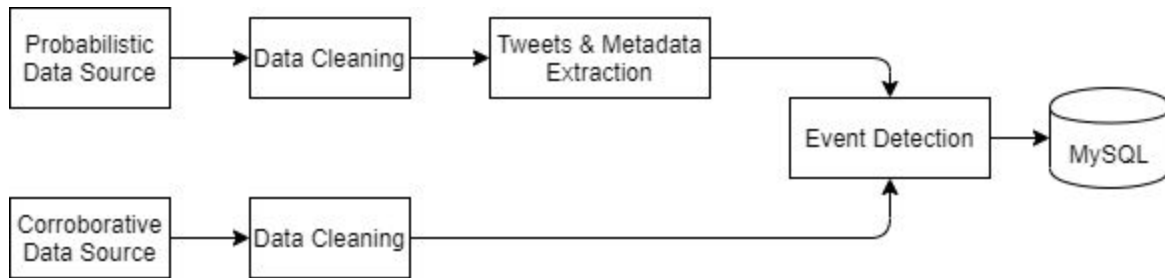 Probabilistic
Data Source
Data Cleaning
Tweets & Metadata
Extraction
Event Detection
MySQL
Corroborative
Data Source
Data Cleaning